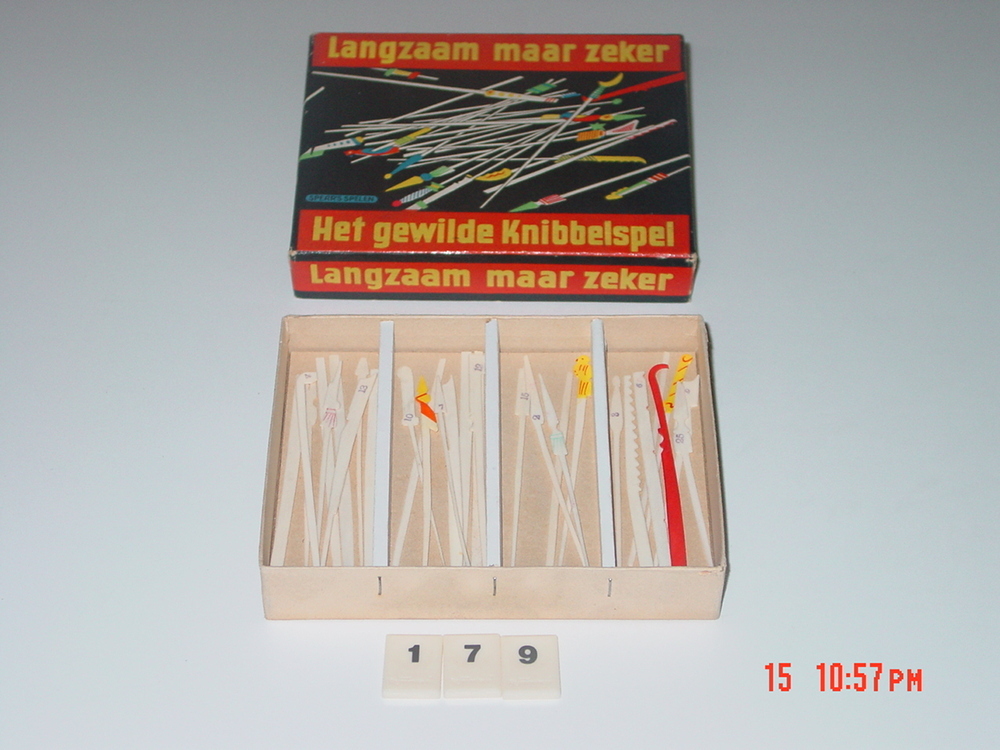 Langzaam maar zeker
SPEARS SPELEN
Het gewilde Knibbelspel
Langzaam maar zeker
1 7 9
15 10:57PM